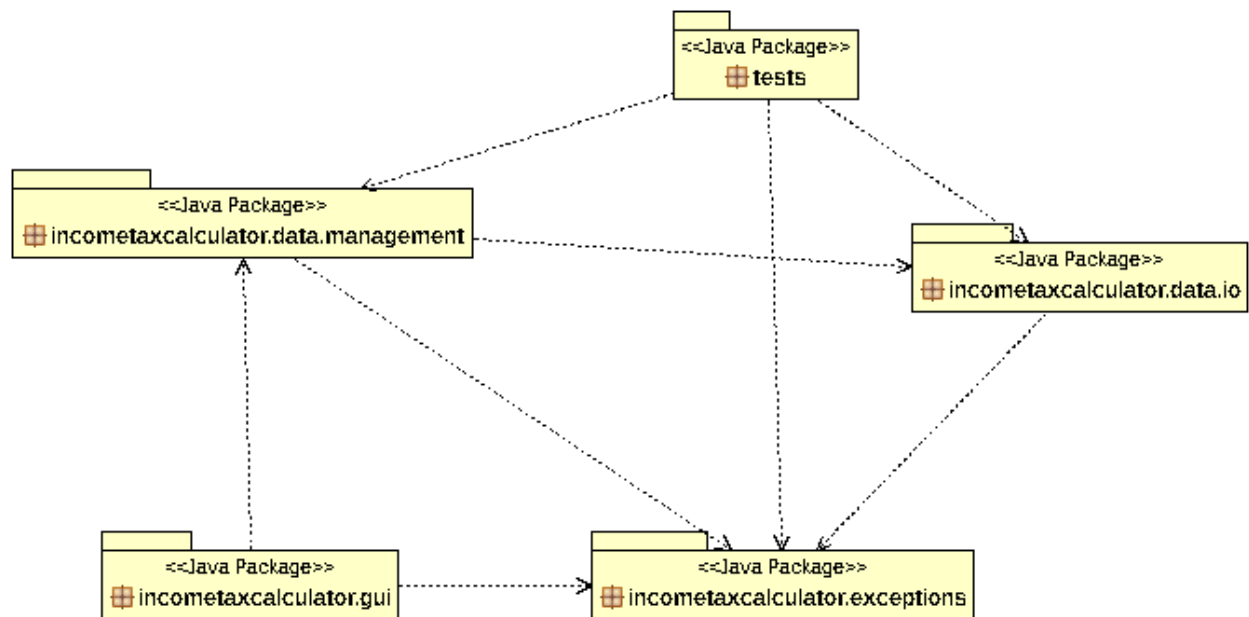 <<Java Package>>
tests
<<Java Package>>
incometaxcalculator.data.management
<<Java Package>>
incometaxcalculator.data.io
<<Java Package>>
incometaxcalculator.gui
<<Java Package>>
incometaxcalculator.exceptions